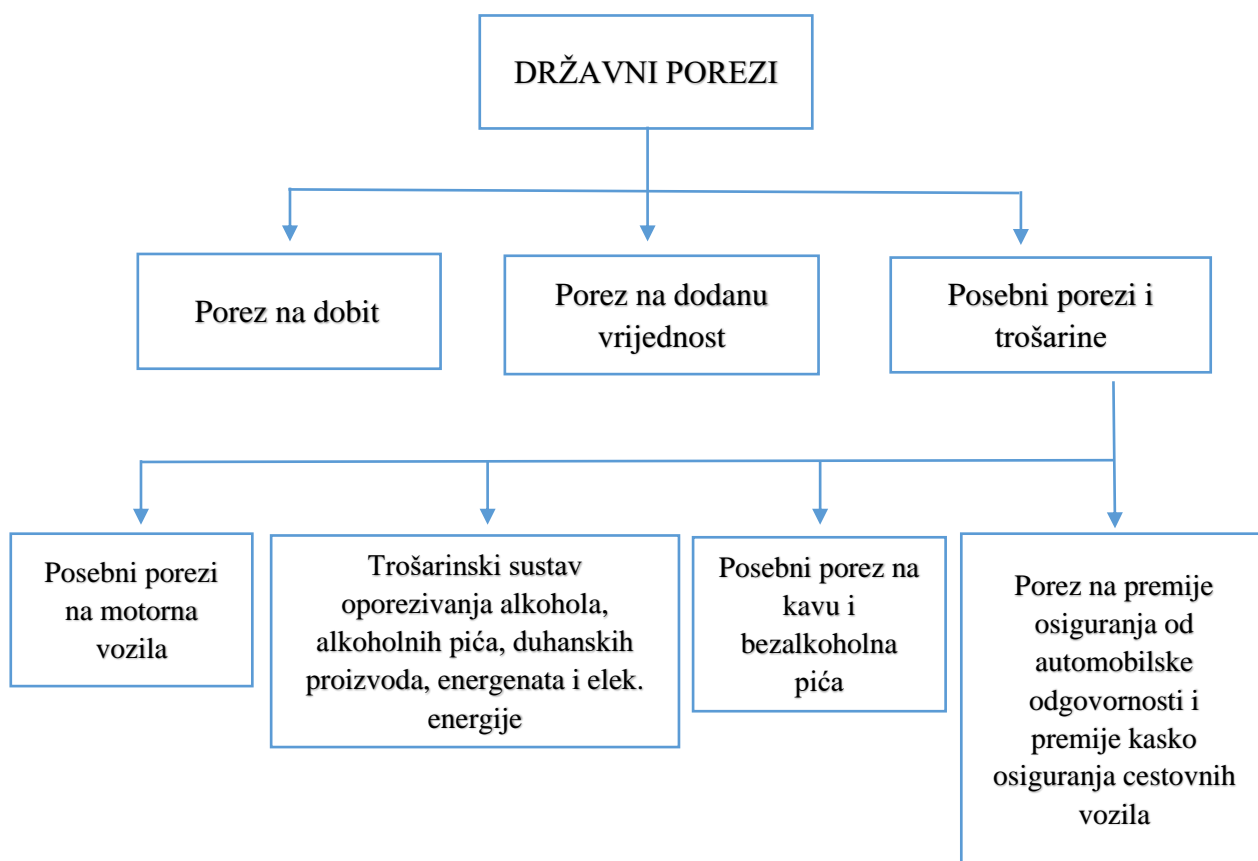 DRŽAVNI POREZI
Porez na dobit
Porez na dodanu
vrijednost
Posebni porezi i
trošarine
Posebni porezi
na motorna
vozila
Trošarinski sustav
oporezivanja alkohola,
alkoholnih pića, duhanskih
proizvoda, energenata i elek.
energije
Posebni porez na
kavu i
bezalkoholna
pića
Porez na premije
osiguranja od
automobilske
odgovornosti i
premije kasko
osiguranja cestovnih
vozila